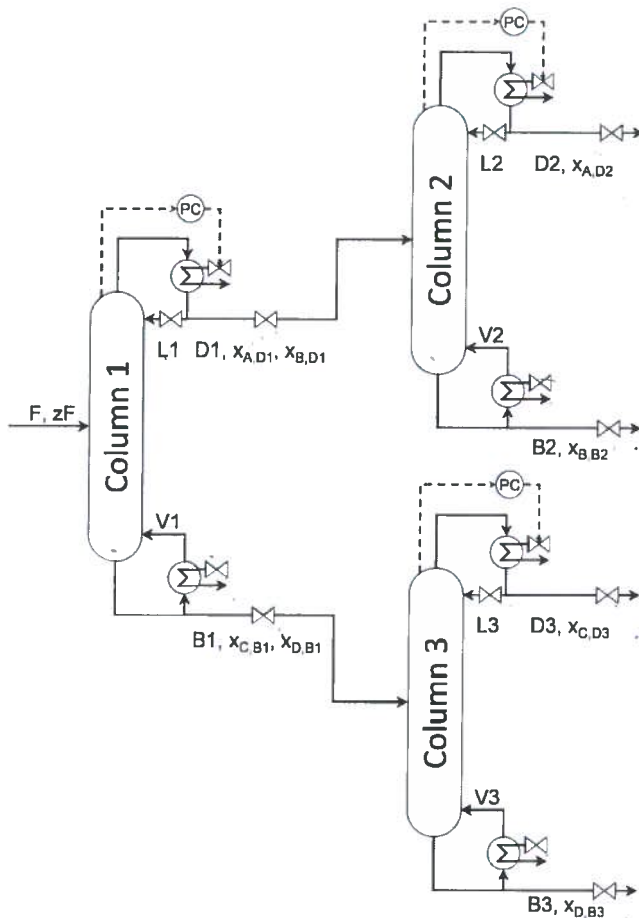 PC
L2 D2, xA,D2
Column 2
PC
V2
L1 D1, xA,D1, xB,D1
F, zF
Column 1
B2, xB,B2
PC
V1
L3 D3, xC,D3
B1, xC,B1, xD,B1
Column 3
V3
B3, xD,B3